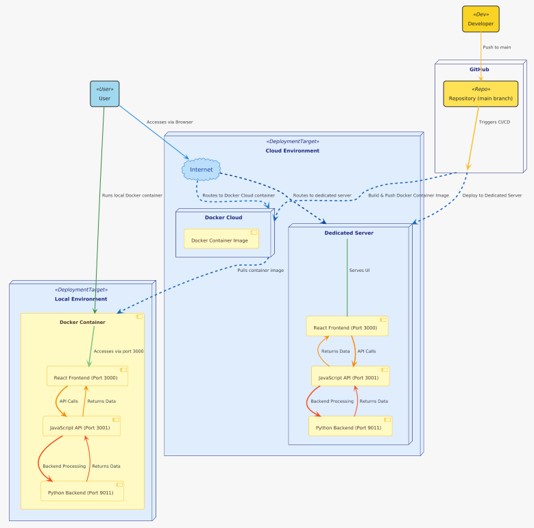 «Dev»
Developer
Push to main
GitHub
«Repo»
Repository (main branch)
Triggers CI/CD
«User»
User
Accesses via Browser
«DeploymentTarget»
Cloud Environment
Internet
Runs local Docker container
Routes to Docker Cloud container
Routes to dedicated server
Build & Push Docker Container Image
Deploy to Dedicated Server
Docker Cloud
Docker Container Image
Dedicated Server
Pulls container image
Serves UI
«DeploymentTarget»
Local Environment
Docker Container
React Frontend (Port 3000)
Accesses via port 3000
Returns Data
API Calls
React Frontend (Port 3000)
JavaScript API (Port 3001)
API Calls
Returns Data
Backend Processing
Returns Data
JavaScript API (Port 3001)
Python Backend (Port 9011)
Backend Processing
Returns Data
Python Backend (Port 9011)